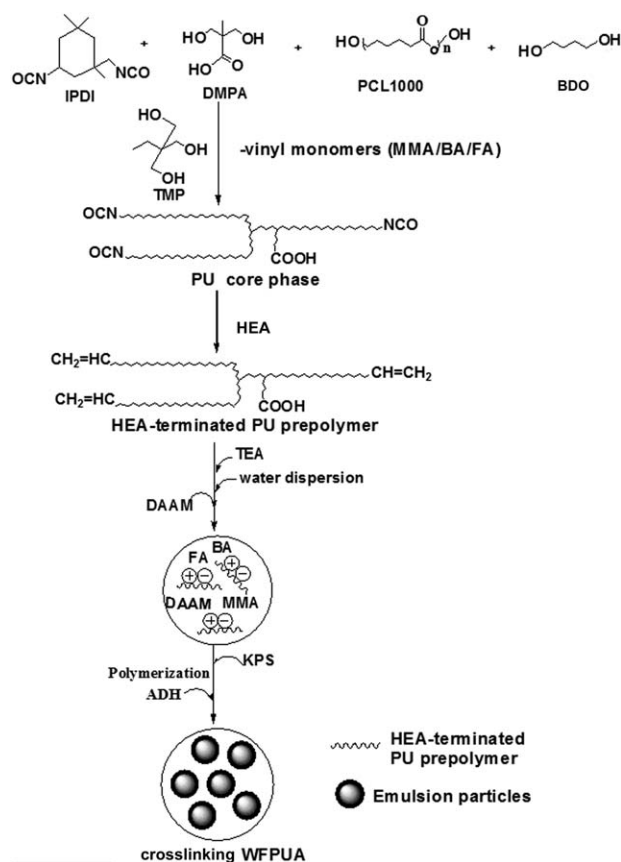 OCN
NCO
IPDI
+
HO
OH
HO
O
DMPA
+
HO
O
O
n
OH
PCL1000
+
HO
OH
BDO
HO
OH
OH
TMP
-vinyl monomers (MMA/BA/FA)
OCN
NCO
OCN
COOH
PU core phase
HEA
CH2=HC
CH=CH2
CH2=HC
COOH
HEA-terminated PU prepolymer
TEA
water dispersion
DAAM
BA
FA
+ -
+ -
DAAM MMA
+ -
KPS
Polymerization
ADH
HEA-terminated
PU prepolymer
Emulsion particles
crosslinking WFPUA